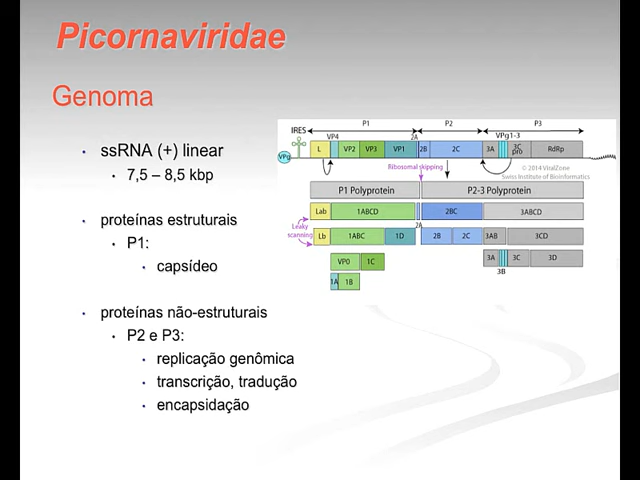 Picornaviridae
Genoma
ssRNA (+) linear
7,5 – 8,5 kbp
proteínas estruturais
P1:
capsídeo
proteínas não-estruturais
P2 e P3:
replicação genômica
transcrição, tradução
encapsidação
P1 P2 P3
IRES VP4 2A VPg1-3
VPg L VP2 VP3 VP1 2B 2C 3A 3C pro RdRp
Ribosomal skipping
© 2014 ViralZone
Swiss Institute of Bioinformatics
P1 Polyprotein P2-3 Polyprotein
Lab 1ABCD 2BC 3ABCD
Leaky scanning
2A
Lb 1ABC 1D 2B 2C 3AB 3CD
VP0 1C 3A 3C 3D
3B
1A 1B